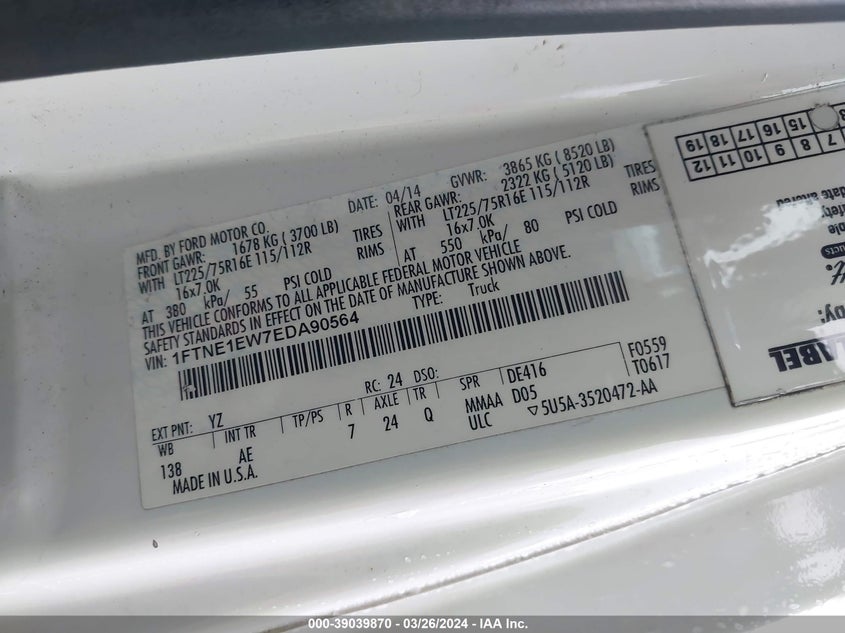 MFD. BY FORD MOTOR CO.
DATE: 04/14
GVWR: 3865 KG ( 8520 LB)
FRONT GAWR: 1678 KG ( 3700 LB)
REAR GAWR: 2322 KG ( 5120 LB)
WITH LT225/75R16E 115/112R TIRES
WITH LT225/75R16E 115/112R TIRES
16x7.0K RIMS
16x7.0K RIMS
AT 380 kPa/ 55 PSI COLD
AT 550 kPa/ 80 PSI COLD
THIS VEHICLE CONFORMS TO ALL APPLICABLE FEDERAL MOTOR VEHICLE
SAFETY STANDARDS IN EFFECT ON THE DATE OF MANUFACTURE SHOWN ABOVE.
VIN: 1FTNE1EW7EDA90564
TYPE: Truck
F0559
T0617
EXT PNT: YZ RC: 24 DSO:
WB INT TR TP/PS R AXLE TR SPR DE416
138 AE 7 24 Q MMAA D05
ULC ▽5U5A-3520472-AA
MADE IN U.S.A.
19 18 17 16 15
12 11 10 9 8 7
products
by:
LABEL
000-39039870 - 03/26/2024 - IAA Inc.